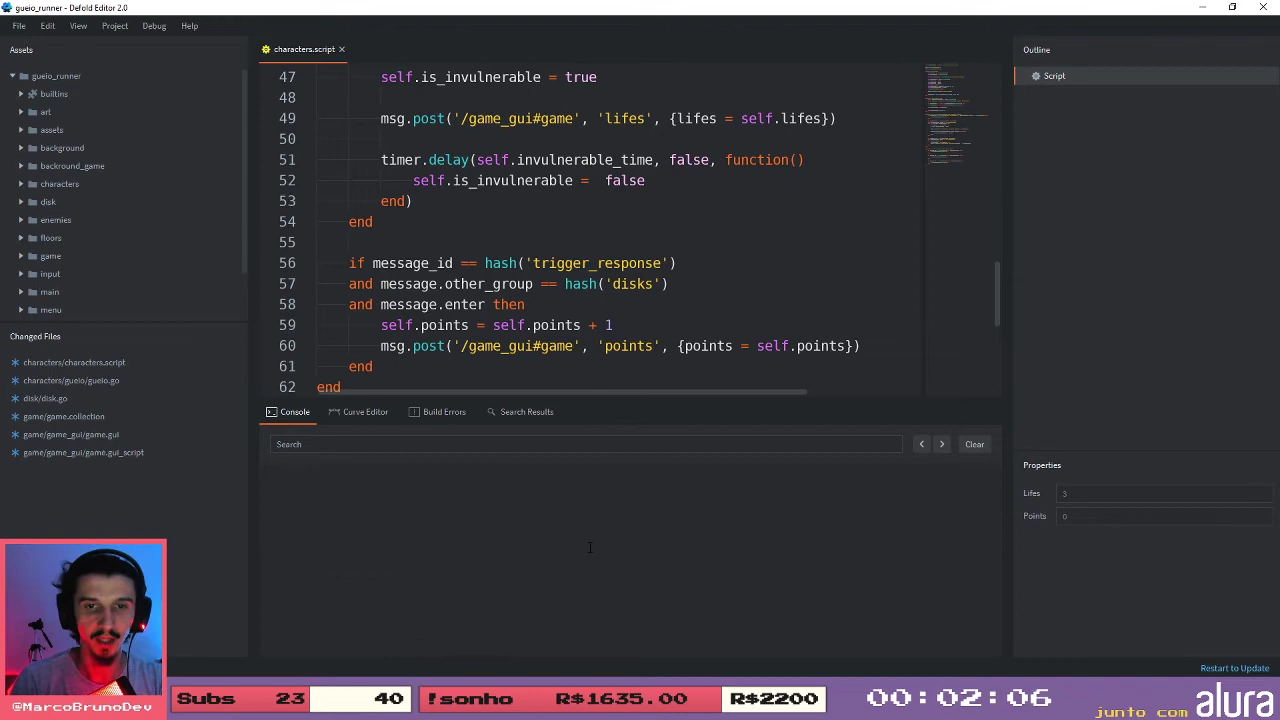 gueio_runner - Defold Editor 2.0
File Edit View Project Debug Help
Assets
gueio_runner
builtins
art
assets
background
backround_game
characters
disk
enemies
floors
game
input
main
menu
Changed Files
characters/characters.script
characters/gueio/gueio.go
disk/disk.go
game/game.collection
game/game_gui/game.gui
game/game_gui/game.gui_script
characters.script
47 self.is_invulnerable = true
48
49 msg.post('/game_gui#game', 'lifes', {lifes = self.lifes})
50
51 timer.delay(self.invulnerable_time, false, function()
52 self.is_invulnerable =  false
53 end)
54 end
55
56 if message_id == hash('trigger_response')
57 and message.other_group == hash('disks')
58 and message.enter then
59 self.points = self.points + 1
60 msg.post('/game_gui#game', 'points', {points = self.points})
61 end
62 end
Console Curve Editor Build Errors Search Results
Search
Clear
Outline
Script
Properties
Lifes 3
Points 0
Restart to Update
@MarcoBrunoDev
Subs 23 40 !sonho R$1635.00 R$2200 00:02:06 junto com alura